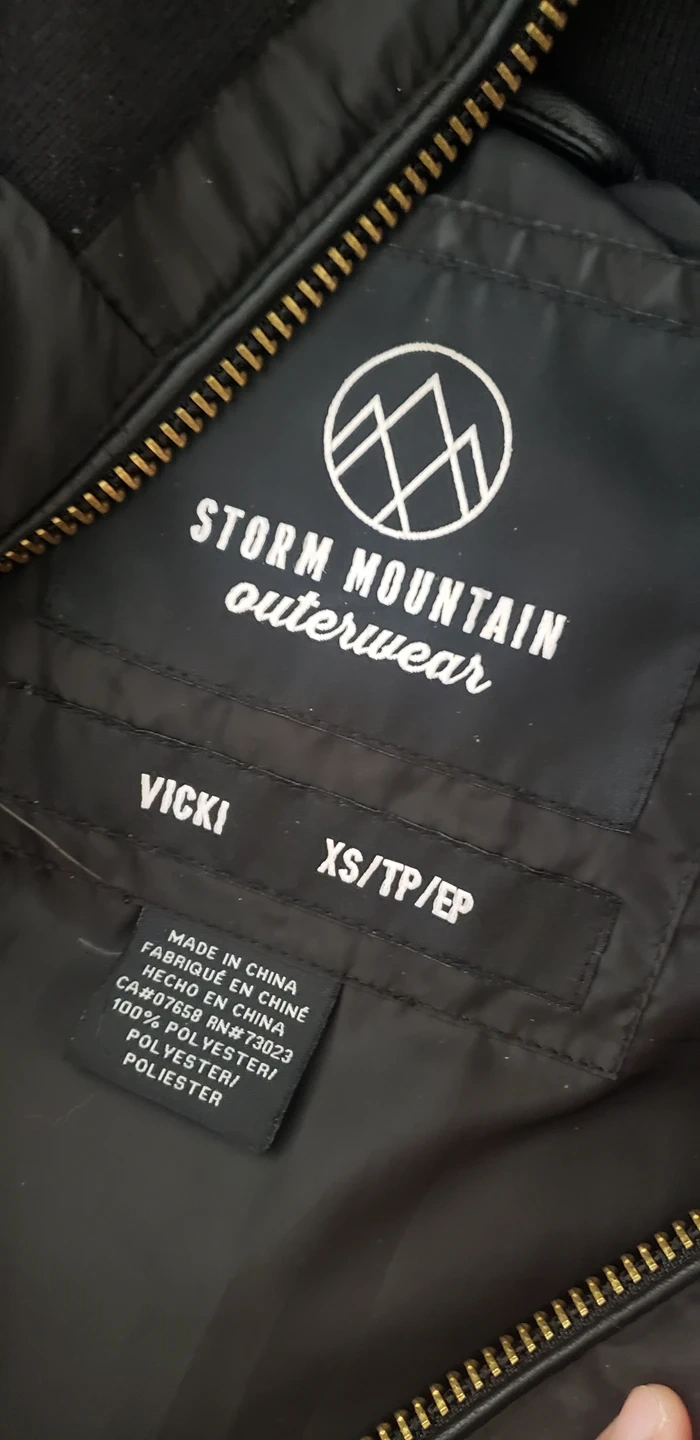 STORM MOUNTAIN
outerwear
VICKI
XS/TP/EP
MADE IN CHINA
FABRIQUÉ EN CHINE
HECHO EN CHINA
CA#07658 RN#73023
100% POLYESTER/
POLYESTER/
POLIESTER